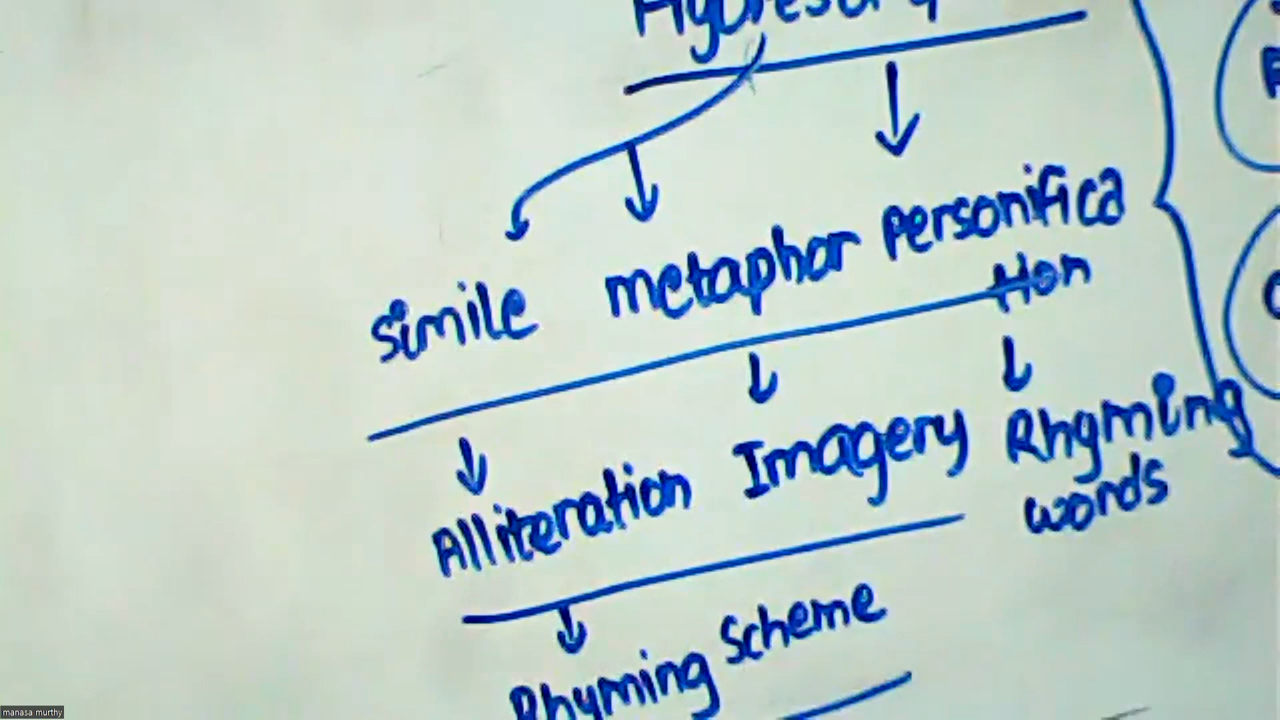 simile metaphor Personifica
tion
Alliteration Imagery Rhyming
words
Rhyming Scheme
manasa murthy